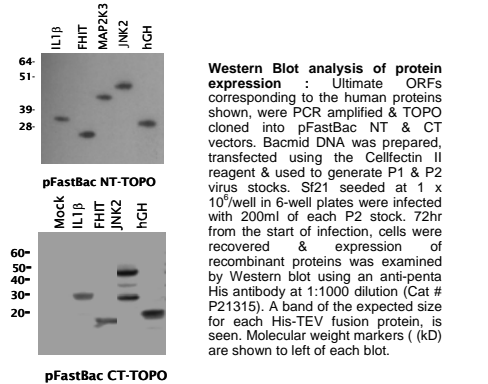 IL1β
FHIT
MAP2K3
JNK2
hGH
64-
51-
39-
28-
pFastBac NT-TOPO
Mock
IL1β
FHIT
JNK2
hGH
60-
50-
40-
30-
20-
pFastBac CT-TOPO
Western Blot analysis of protein
expression : Ultimate ORFs
corresponding to the human proteins
shown, were PCR amplified & TOPO
cloned into pFastBac NT & CT
vectors. Bacmid DNA was prepared,
transfected using the Cellfectin II
reagent & used to generate P1 & P2
virus stocks. Sf21 seeded at 1 x
10⁶/well in 6-well plates were infected
with 200ml of each P2 stock. 72hr
from the start of infection, cells were
recovered & expression of
recombinant proteins was examined
by Western blot using an anti-penta
His antibody at 1:1000 dilution (Cat #
P21315). A band of the expected size
for each His-TEV fusion protein, is
seen. Molecular weight markers ( (kD)
are shown to left of each blot.